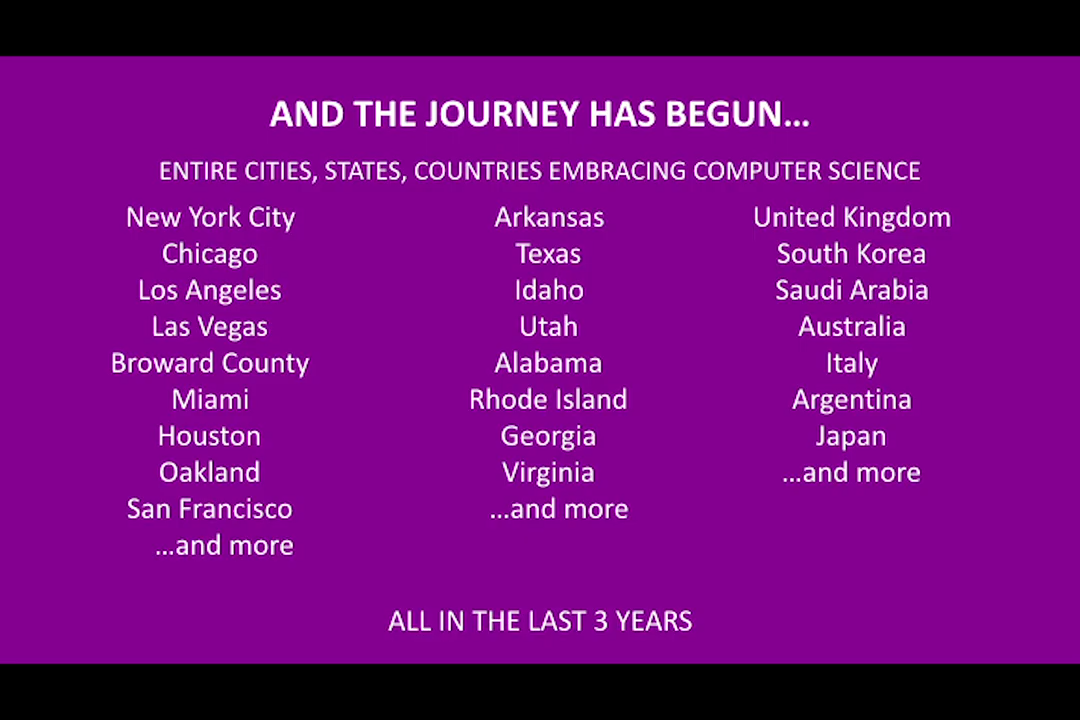 AND THE JOURNEY HAS BEGUN...
ENTIRE CITIES, STATES, COUNTRIES EMBRACING COMPUTER SCIENCE
New York City
Chicago
Los Angeles
Las Vegas
Broward County
Miami
Houston
Oakland
San Francisco
...and more
Arkansas
Texas
Idaho
Utah
Alabama
Rhode Island
Georgia
Virginia
...and more
United Kingdom
South Korea
Saudi Arabia
Australia
Italy
Argentina
Japan
...and more
ALL IN THE LAST 3 YEARS